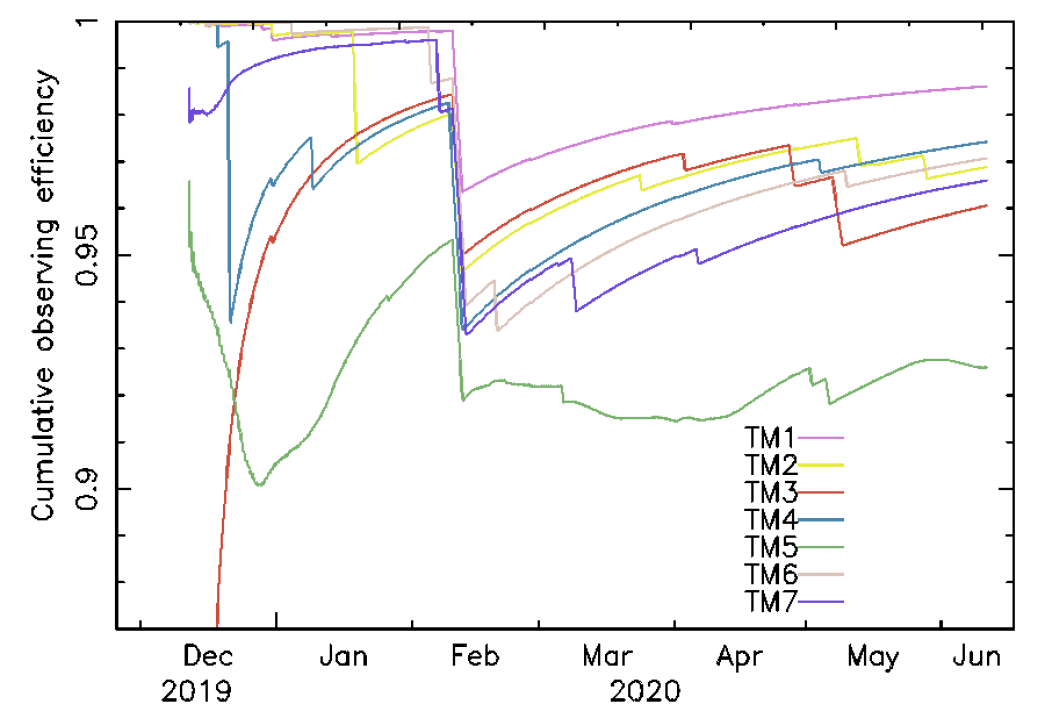 Cumulative observing efficiency
1
0.95
0.9
TM1
TM2
TM3
TM4
TM5
TM6
TM7
Dec Jan Feb Mar Apr May Jun
2019 2020